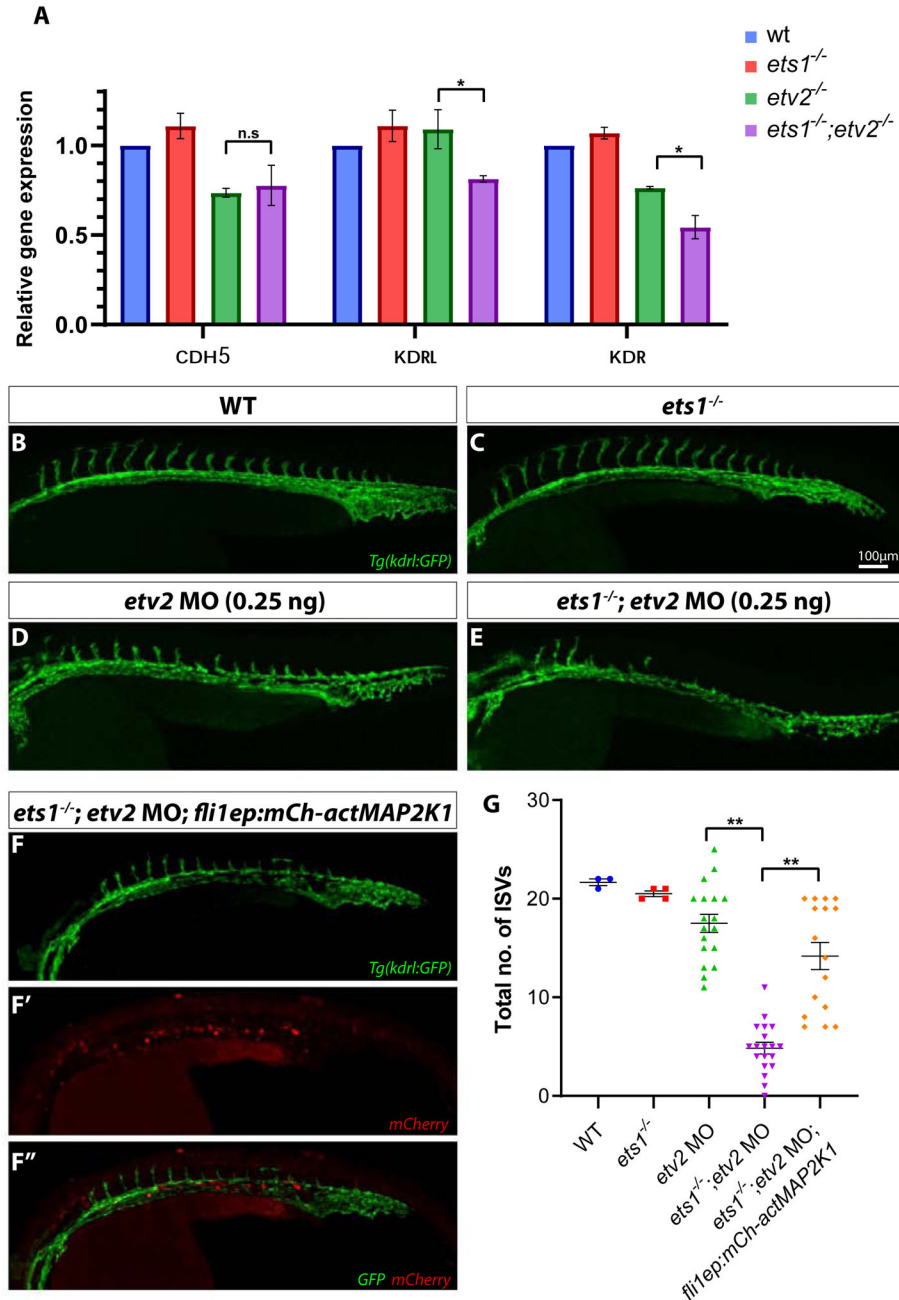 A
wt
ets1-/-
etv2-/-
ets1-/-;etv2-/-
Relative gene expression
1.0
0.5
0.0
n.s
*
*
CDH5
KDRL
KDR
WT
ets1-/-
B
Tg(kdrl:GFP)
C
100µm
etv2 MO (0.25 ng)
ets1-/-; etv2 MO (0.25 ng)
D
E
ets1-/-; etv2 MO; fli1ep:mCh-actMAP2K1
F
Tg(kdrl:GFP)
F'
mCherry
F"
GFP mCherry
G
Total no. of ISVs
30
20
10
0
**
**
WT
ets1-/-
etv2 MO
ets1-/-;etv2 MO
ets1-/-;etv2 MO;
fli1ep:mCh-actMAP2K1